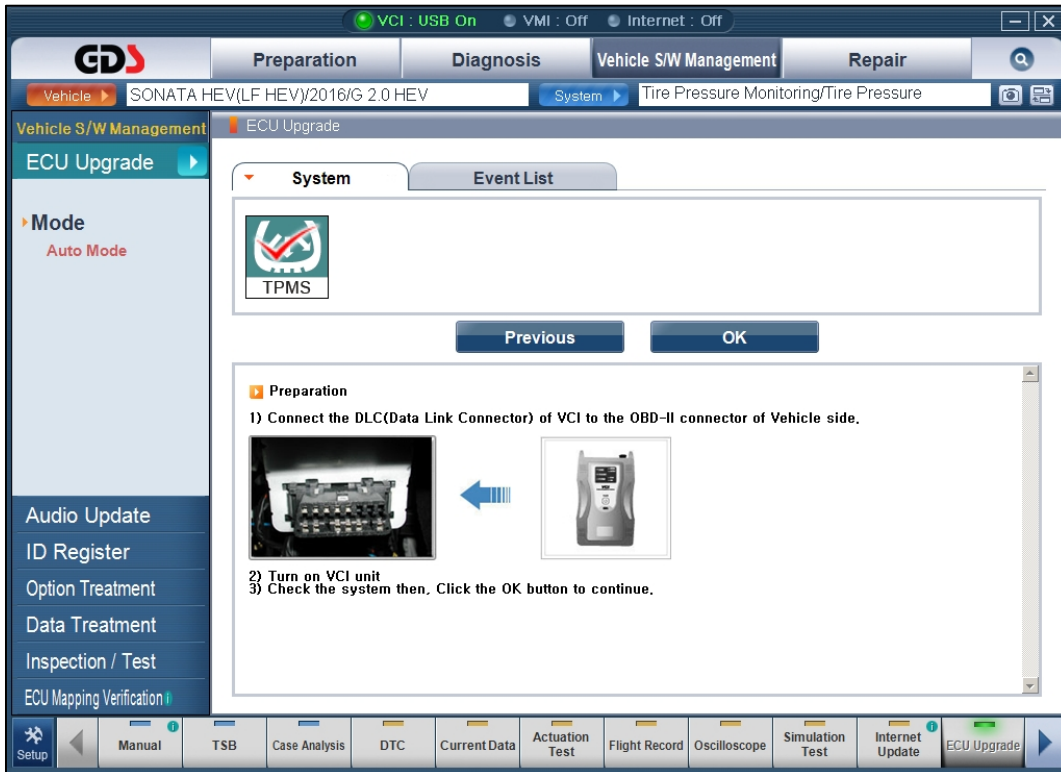 VCI : USB On VMI : Off Internet : Off
GDS Preparation Diagnosis Vehicle S/W Management Repair
Vehicle SONATA HEV(LF HEV)/2016/G 2.0 HEV System Tire Pressure Monitoring/Tire Pressure
Vehicle S/W Management
ECU Upgrade
ECU Upgrade
Mode
Auto Mode
Audio Update
ID Register
Option Treatment
Data Treatment
Inspection / Test
ECU Mapping Verification
System Event List
TPMS
Previous OK
Preparation
1) Connect the DLC(Data Link Connector) of VCI to the OBD-II connector of Vehicle side.
2) Turn on VCI unit
3) Check the system then, Click the OK button to continue.
Setup Manual TSB Case Analysis DTC Current Data Actuation Test Flight Record Oscilloscope Simulation Test Internet Update ECU Upgrade